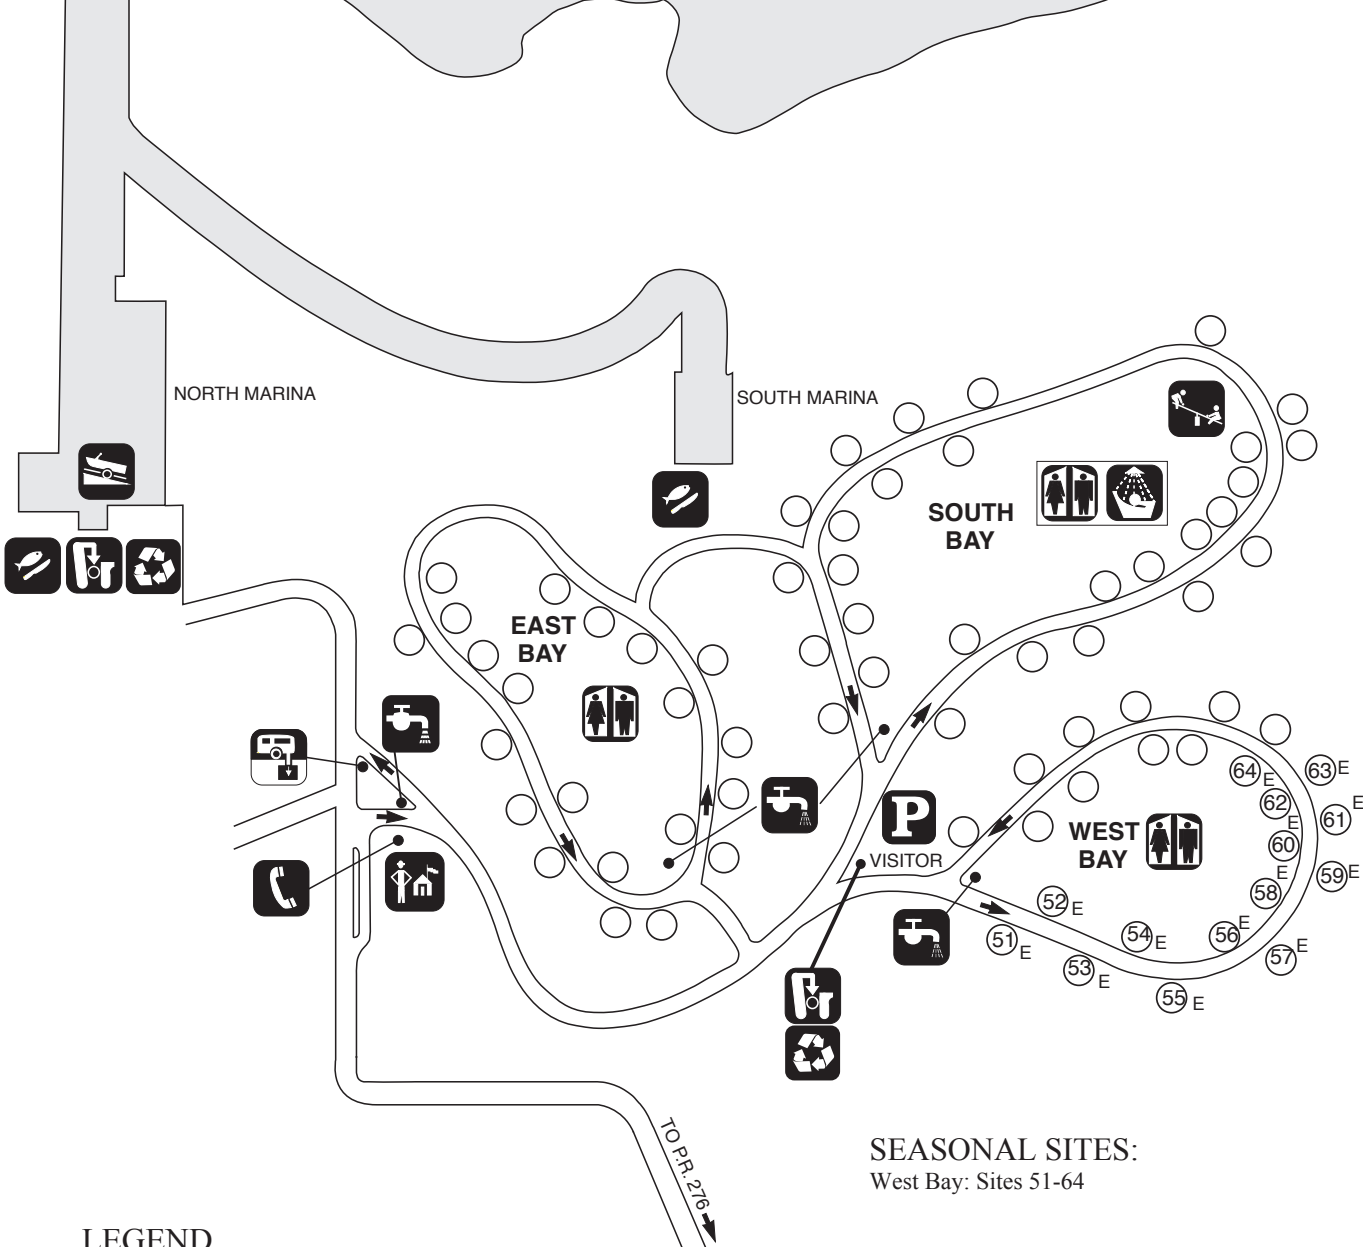 NORTH MARINA
SOUTH MARINA
SOUTH
BAY
EAST
BAY
P
VISITOR
WEST
BAY
64 E
63 E
62 E
61 E
60 E
59 E
58
57 E
56 E
55 E
54 E
53 E
52 E
51 E
TO P.R. 276
SEASONAL SITES:
West Bay: Sites 51-64
LEGEND